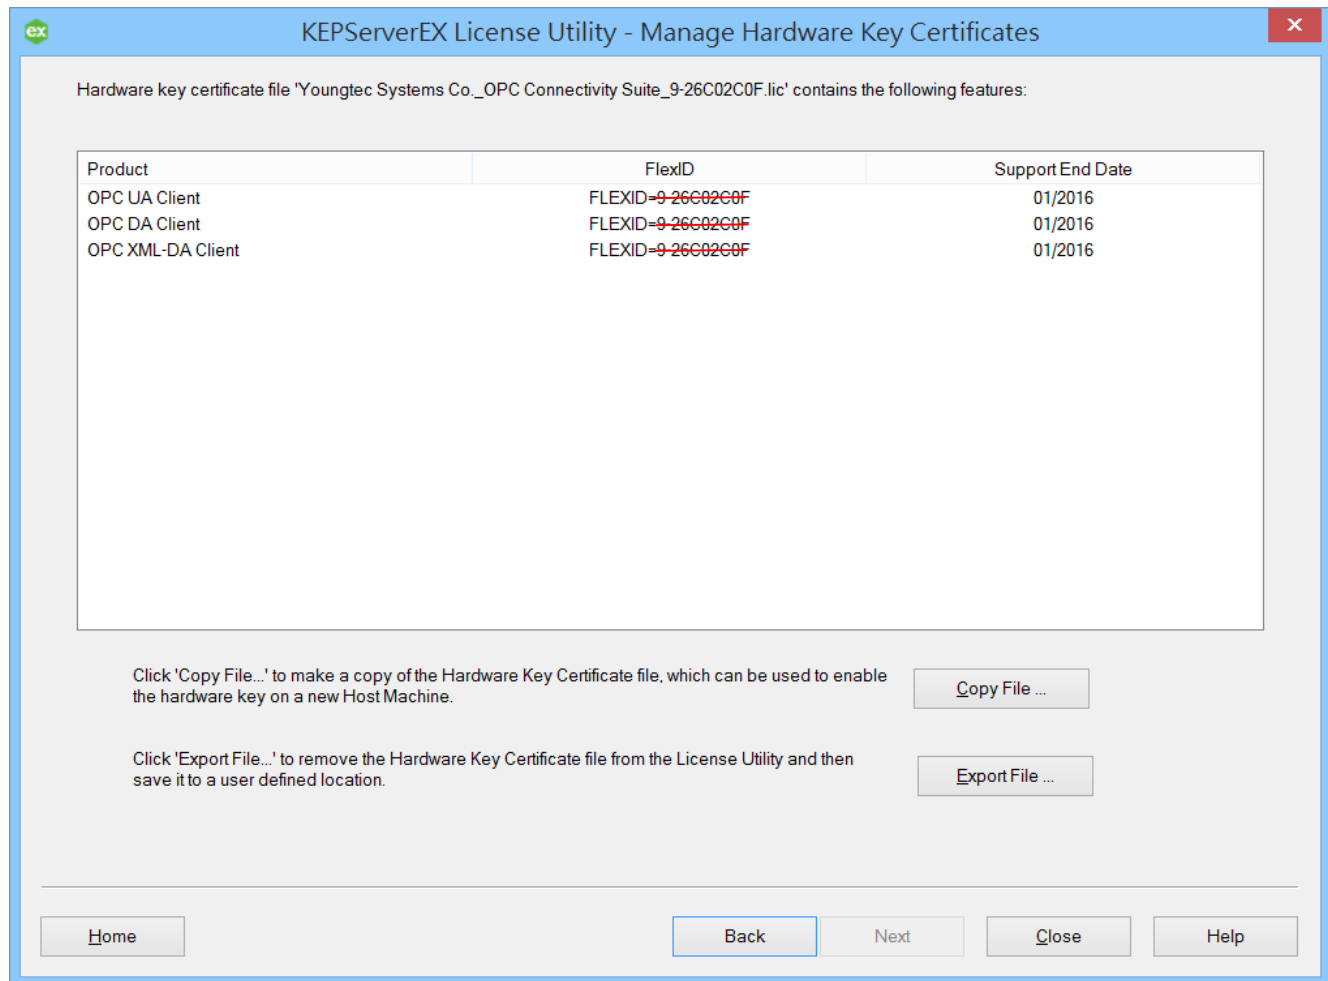 ex
KEPServerEX License Utility - Manage Hardware Key Certificates
Hardware key certificate file 'Youngtec Systems Co._OPC Connectivity Suite_9-26C02C0F.lic' contains the following features:
Product FlexID Support End Date
OPC UA Client FLEXID=9-26C02C0F 01/2016
OPC DA Client FLEXID=9-26C02C0F 01/2016
OPC XML-DA Client FLEXID=9-26C02C0F 01/2016
Click 'Copy File...' to make a copy of the Hardware Key Certificate file, which can be used to enable
the hardware key on a new Host Machine.
Copy File ...
Click 'Export File...' to remove the Hardware Key Certificate file from the License Utility and then
save it to a user defined location.
Export File ...
Home Back Next Close Help